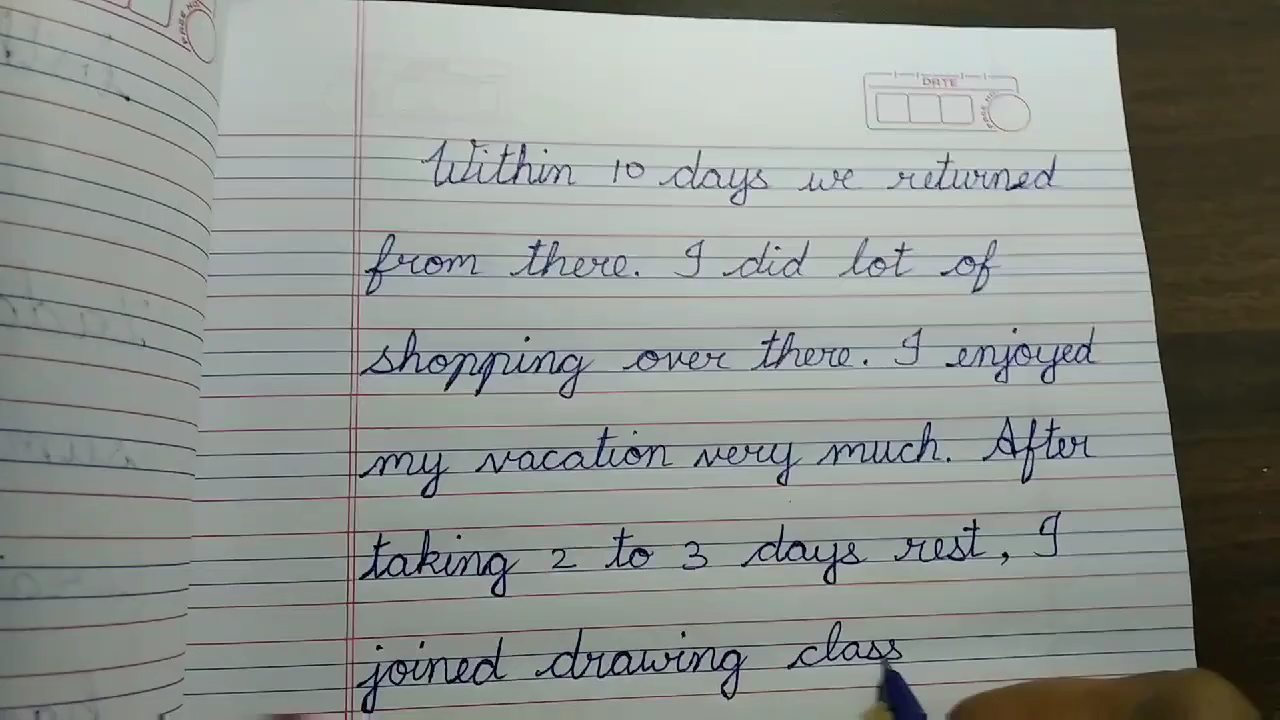 DATE
Within 10 days we returned
from there. I did lot of
shopping over there. I enjoyed
my vacation very much. After
taking 2 to 3 days rest, I
joined drawing class